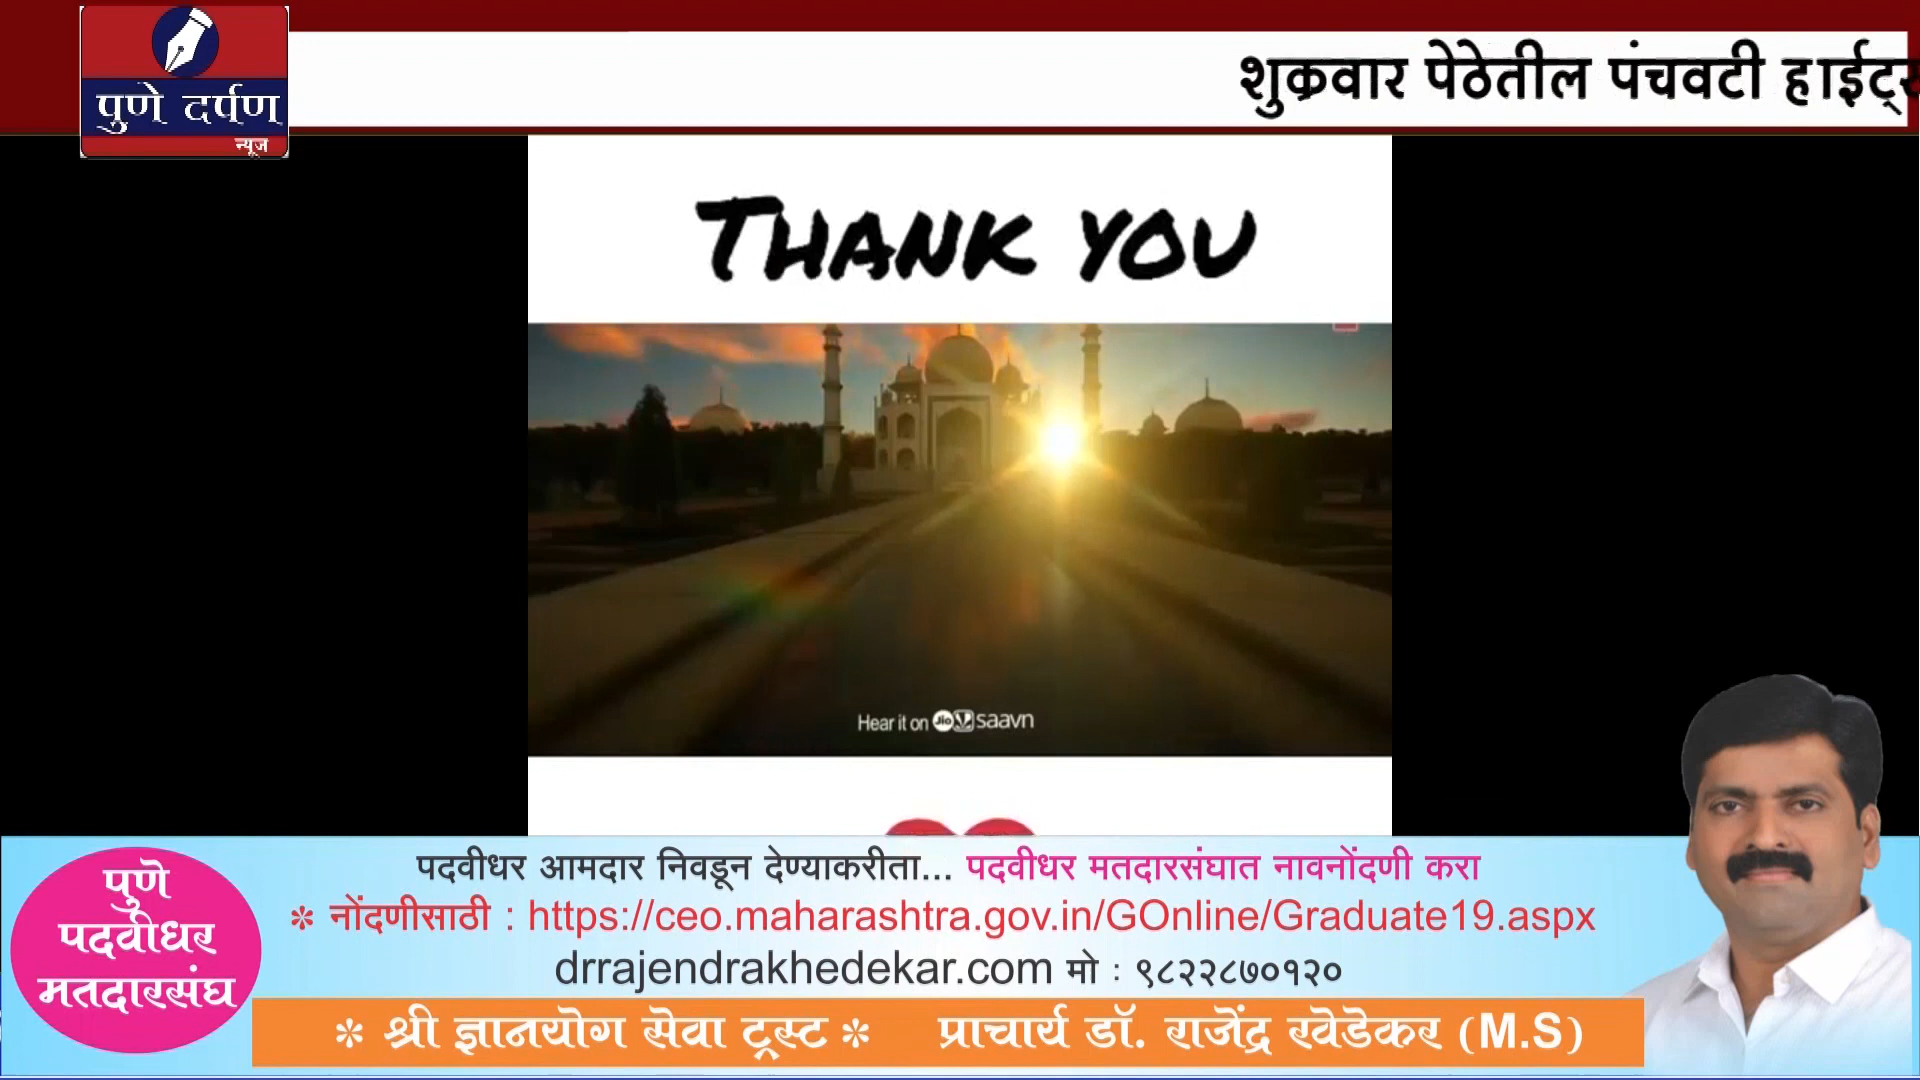 पुणे दर्पण
न्यूज
शुक्रवार पेठेतील पंचवटी हाईट्स
THANK YOU
Hear it on Jio saavn
पुणे
पदवीधर
मतदारसंघ
पदवीधर आमदार निवडून देण्याकरीता... पदवीधर मतदारसंघात नावनोंदणी करा
* नोंदणीसाठी : https://ceo.maharashtra.gov.in/GOnline/Graduate19.aspx
drrajendrakhedekar.com मो : ९८२२८७०१२०
* श्री ज्ञानयोग सेवा ट्रस्ट * प्राचार्य डॉ. राजेंद्र खेडेकर (M.S)